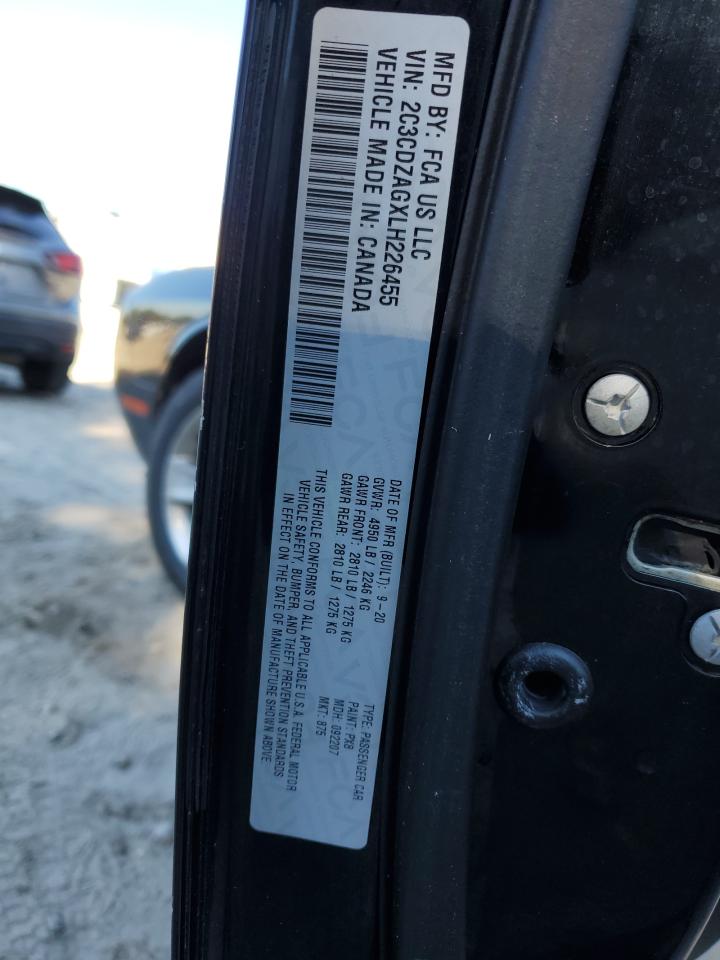 MFD BY: FCA US LLC
VIN: 2C3CDZAGXLH226455
VEHICLE MADE IN: CANADA
DATE OF MFR (BUILT): 9-20
GVWR: 4950 LB / 2246 KG
GAWR FRONT: 2810 LB / 1275 KG
GAWR REAR: 2810 LB / 1275 KG
THIS VEHICLE CONFORMS TO ALL APPLICABLE U.S.A. FEDERAL MOTOR
VEHICLE SAFETY, BUMPER, AND THEFT PREVENTION STANDARDS
IN EFFECT ON THE DATE OF MANUFACTURE SHOWN ABOVE.
TYPE: PASSENGER CAR
PAINT: PX8
MDH: 092207
MKT: 875